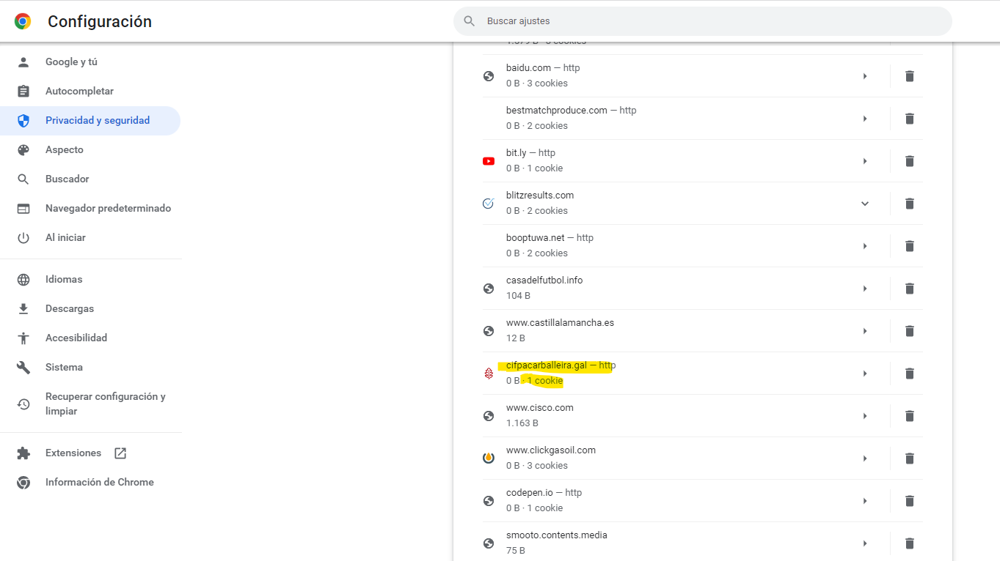 Configuración
Buscar ajustes
Google y tú
Autocompletar
Privacidad y seguridad
Aspecto
Buscador
Navegador predeterminado
Al iniciar
Idiomas
Descargas
Accesibilidad
Sistema
Recuperar configuración y
limpiar
Extensiones
Información de Chrome
baidu.com — http
0 B · 3 cookies
bestmatchproduce.com — http
0 B · 2 cookies
bit.ly — http
0 B · 1 cookie
blitzresults.com
0 B · 2 cookies
booptuwa.net — http
0 B · 2 cookies
casadelfutbol.info
104 B
www.castillalamancha.es
12 B
cifpacarballeira.gal — http
0 B · 1 cookie
www.cisco.com
1.163 B
www.clickgasoil.com
0 B · 3 cookies
codepen.io — http
0 B · 1 cookie
smooto.contents.media
75 B